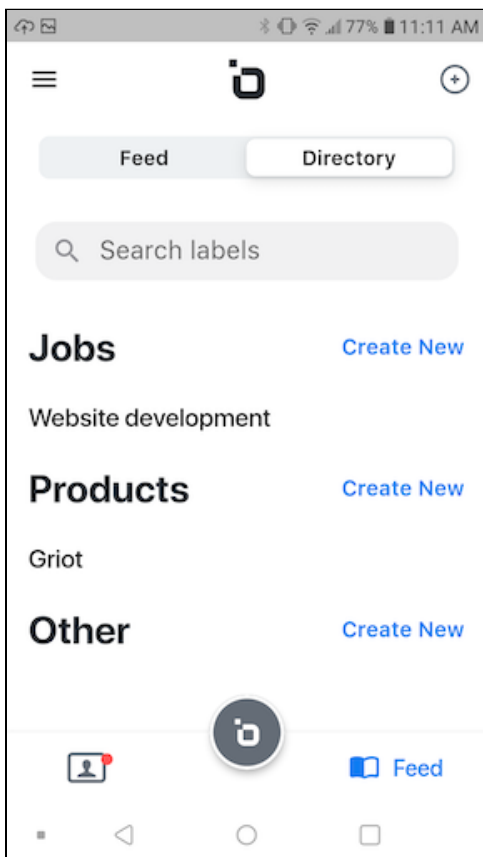 77% 11:11 AM
Feed Directory
Search labels
Jobs Create New
Website development
Products Create New
Griot
Other Create New
Feed